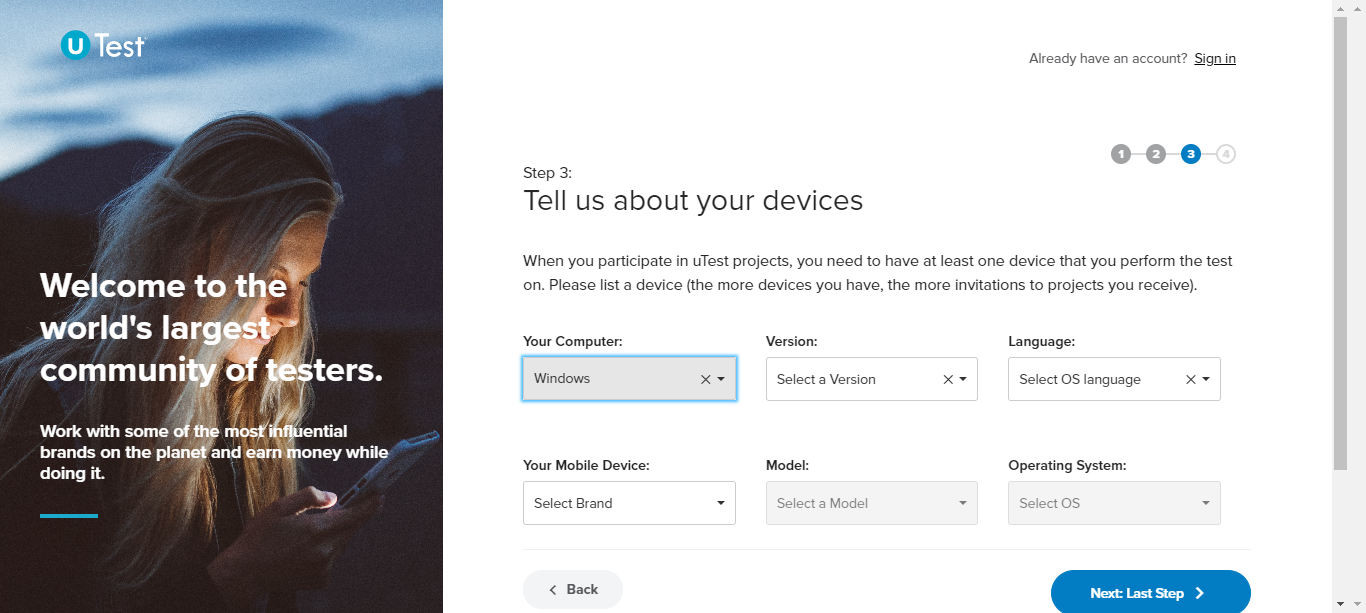 uTest
Already have an account? Sign in
1 2 3 4
Step 3:
Tell us about your devices
Welcome to the
world's largest
community of testers.
Work with some of the most influential
brands on the planet and earn money while
doing it.
When you participate in uTest projects, you need to have at least one device that you perform the test
on. Please list a device (the more devices you have, the more invitations to projects you receive).
Your Computer: Version: Language:
Windows Select a Version Select OS language
Your Mobile Device: Model: Operating System:
Select Brand Select a Model Select OS
Back Next: Last Step